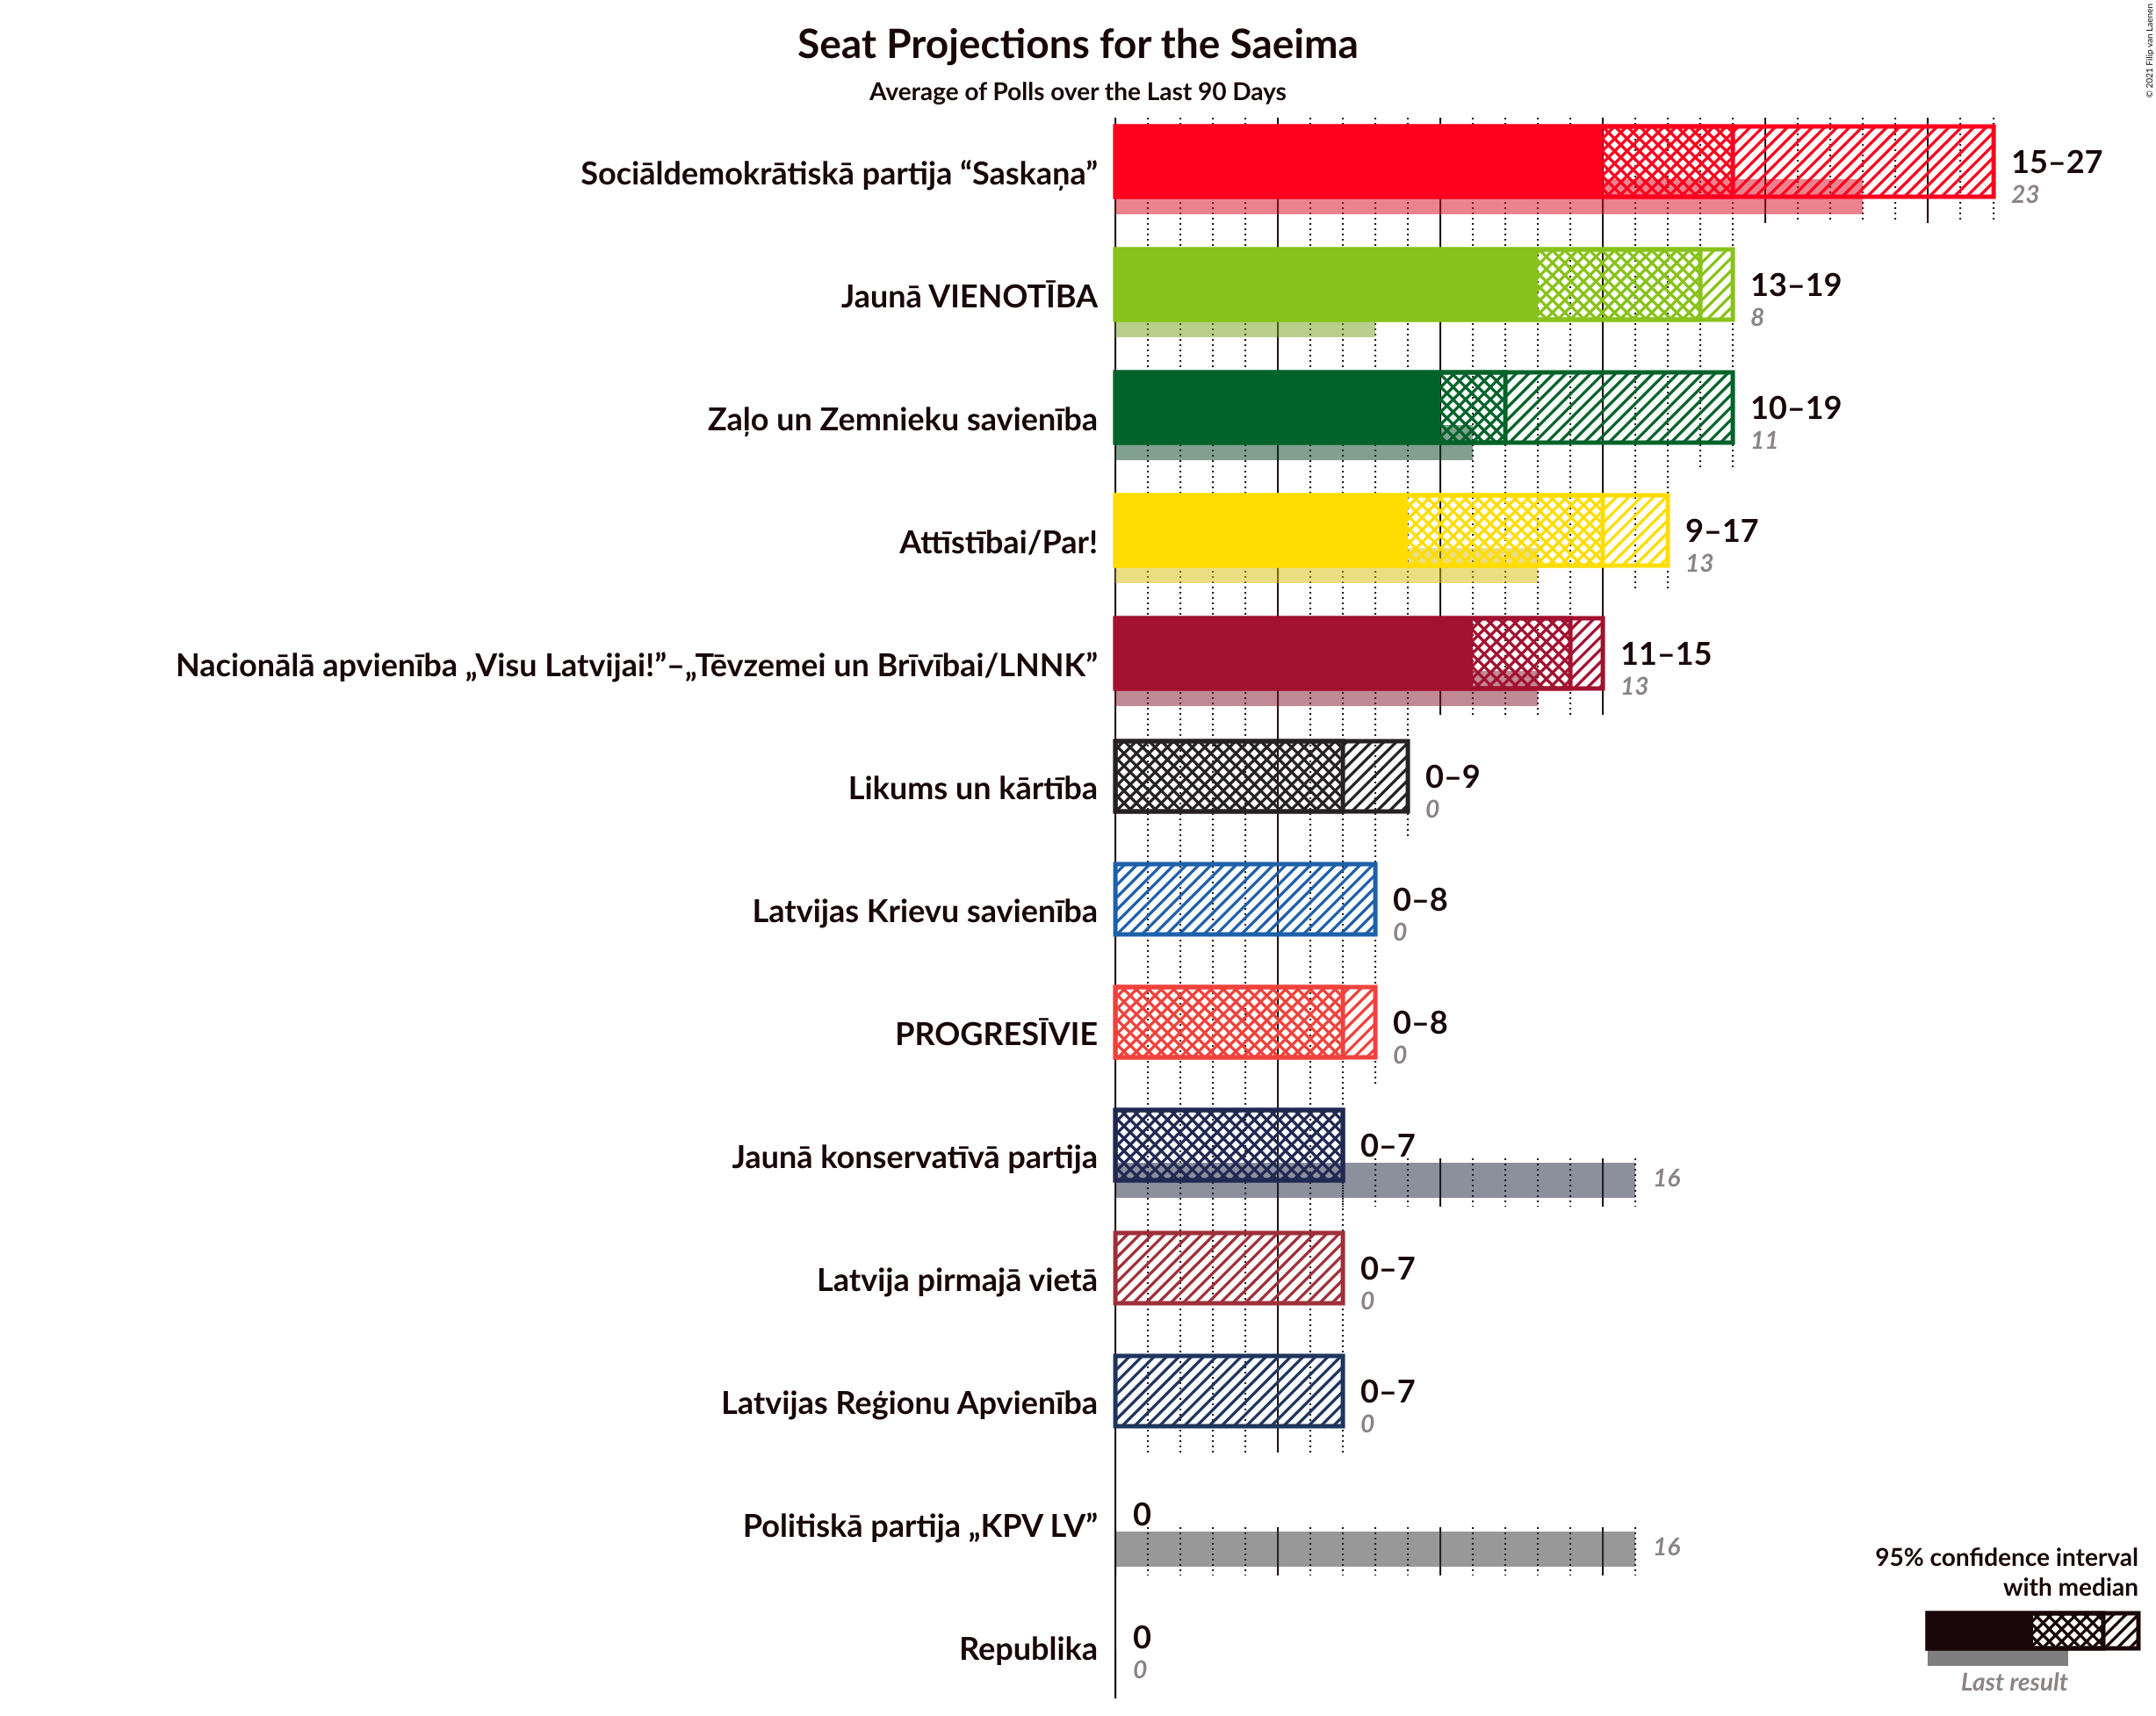 Seat Projections for the Saeima
Average of Polls over the Last 90 Days
© 2021 Filip van Laenen
Sociāldemokrātiskā partija “Saskaņa”
15–27
23
Jaunā VIENOTĪBA
13–19
8
Zaļo un Zemnieku savienība
10–19
11
Attīstībai/Par!
9–17
13
Nacionālā apvienība „Visu Latvijai!”–„Tēvzemei un Brīvībai/LNNK”
11–15
13
Likums un kārtība
0–9
0
Latvijas Krievu savienība
0–8
0
PROGRESĪVIE
0–8
0
Jaunā konservatīvā partija
0–7
16
Latvija pirmajā vietā
0–7
0
Latvijas Reģionu Apvienība
0–7
0
Politiskā partija „KPV LV”
0
16
Republika
0
0
95% confidence interval
with median
Last result